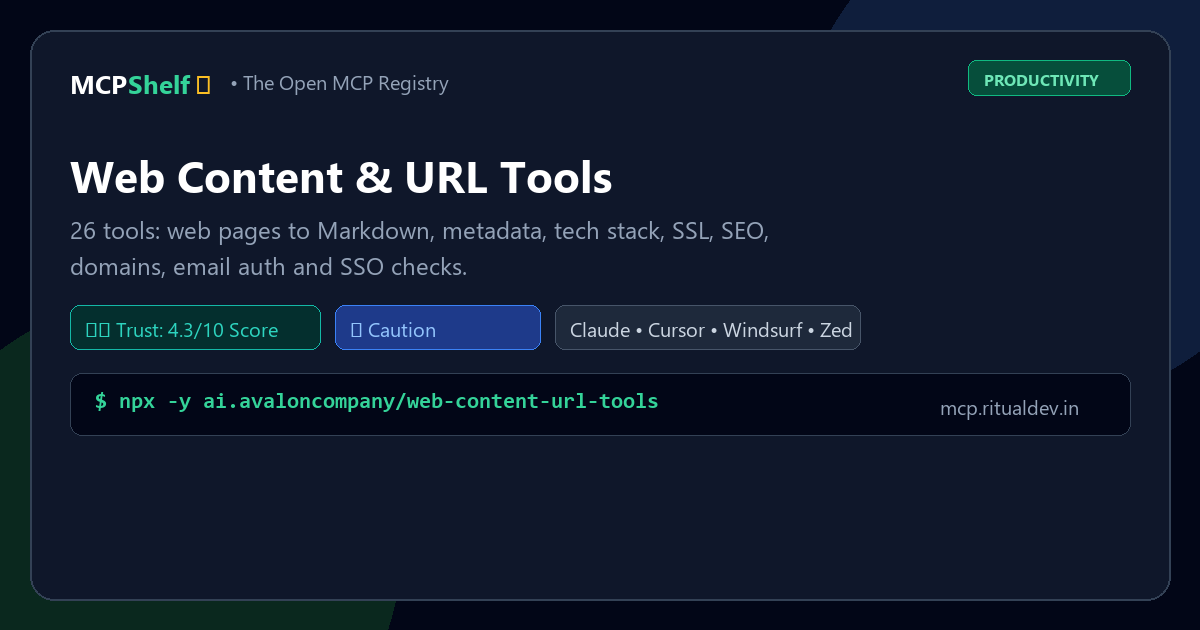 MCPShelf • The Open MCP Registry
PRODUCTIVITY
Web Content & URL Tools
26 tools: web pages to Markdown, metadata, tech stack, SSL, SEO,
domains, email auth and SSO checks.
Trust: 4.3/10 Score
Caution
Claude • Cursor • Windsurf • Zed
$ npx -y ai.avaloncompany/web-content-url-tools
mcp.ritualdev.in